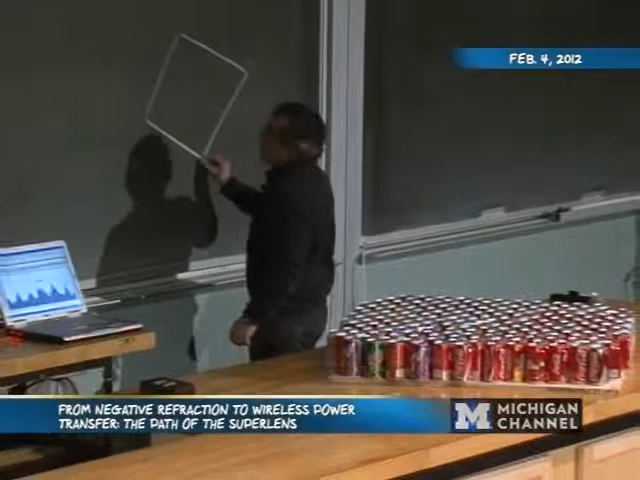 FEB. 4, 2012
FROM NEGATIVE REFRACTION TO WIRELESS POWER
TRANSFER: THE PATH OF THE SUPERLENS
M MICHIGAN
CHANNEL